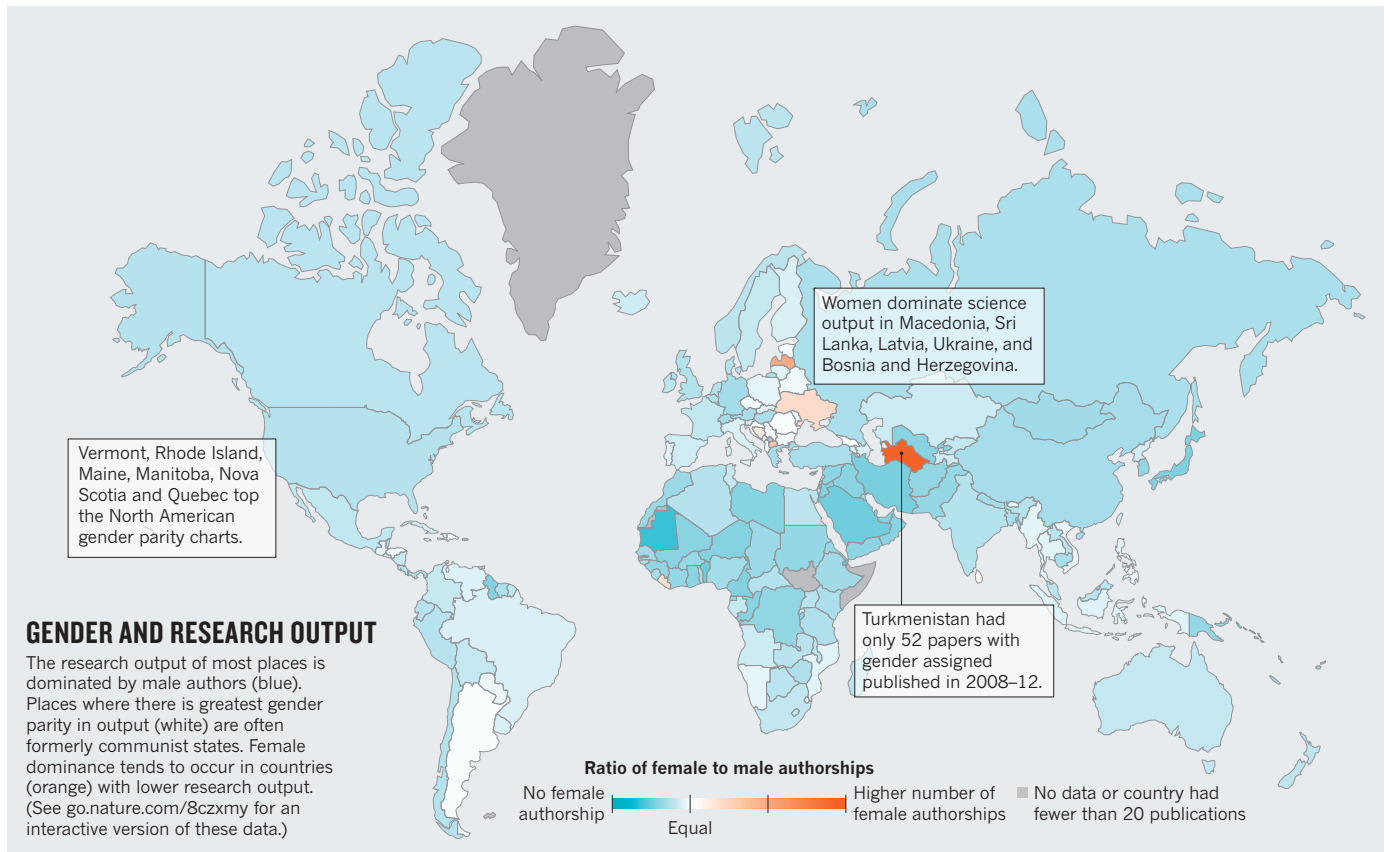 Women dominate science
output in Macedonia, Sri
Lanka, Latvia, Ukraine, and
Bosnia and Herzegovina.
Vermont, Rhode Island,
Maine, Manitoba, Nova
Scotia and Quebec top
the North American
gender parity charts.
Turkmenistan had
only 52 papers with
gender assigned
published in 2008–12.
GENDER AND RESEARCH OUTPUT
The research output of most places is
dominated by male authors (blue).
Places where there is greatest gender
parity in output (white) are often
formerly communist states. Female
dominance tends to occur in countries
(orange) with lower research output.
(See go.nature.com/8czxmy for an
interactive version of these data.)
Ratio of female to male authorships
No female
authorship
Equal
Higher number of
female authorships
No data or country had
fewer than 20 publications